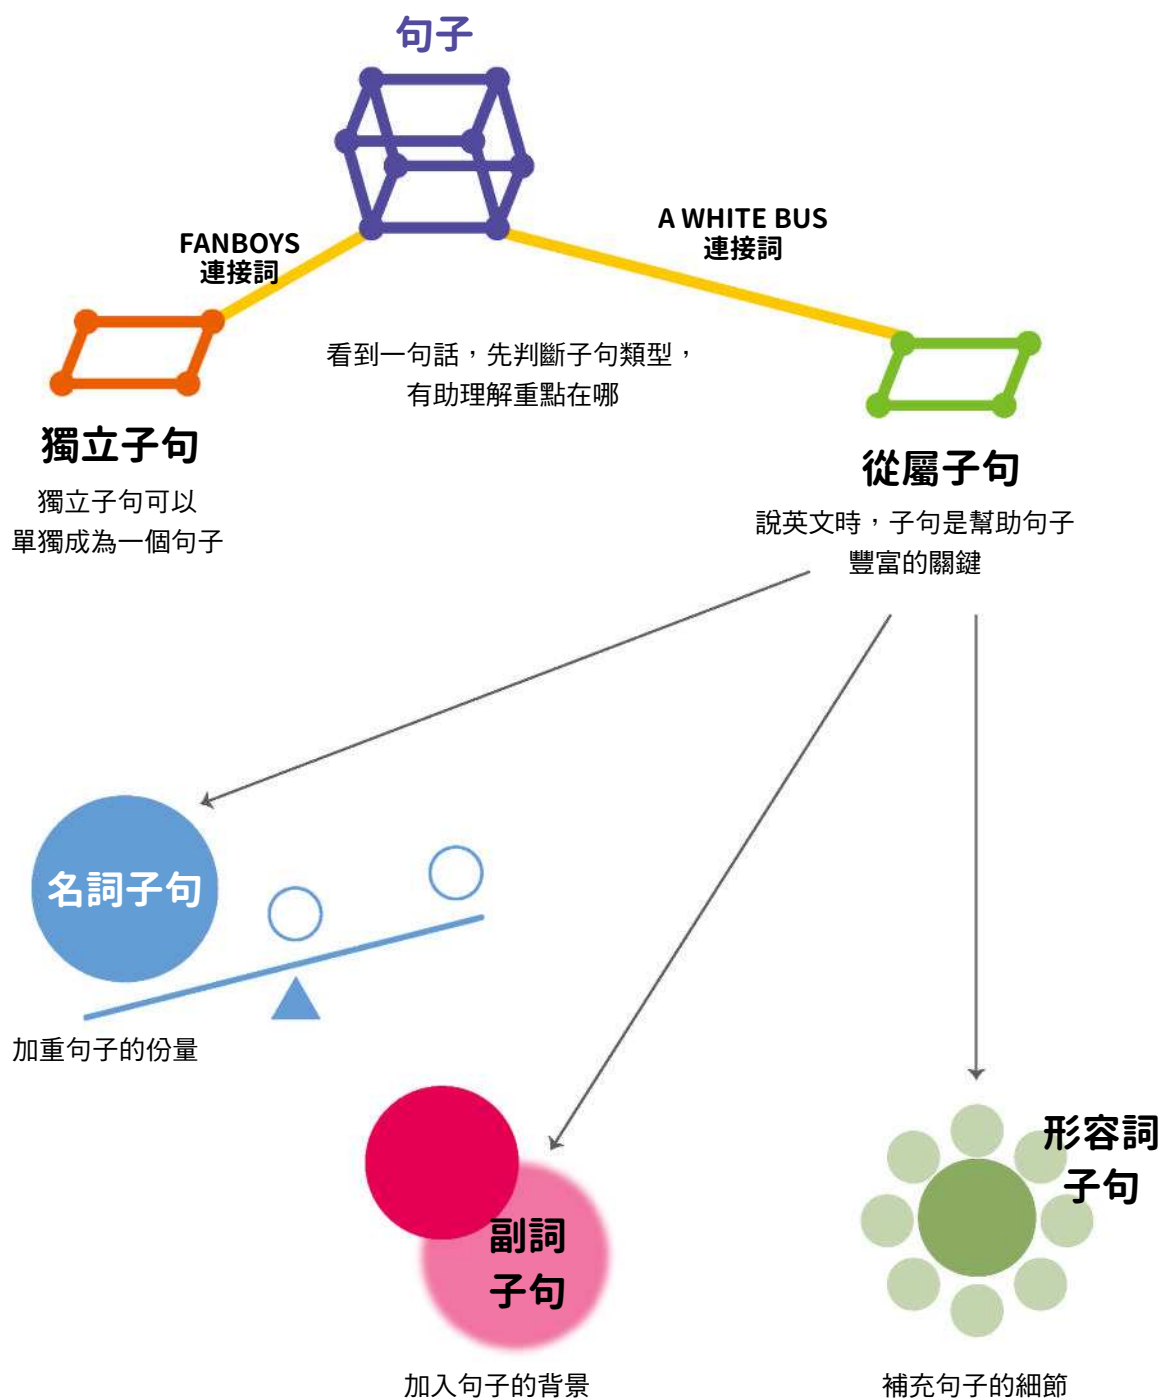 句子
FANBOYS
連接詞
A WHITE BUS
連接詞
看到一句話，先判斷子句類型，
有助理解重點在哪
獨立子句
獨立子句可以
單獨成為一個句子
從屬子句
說英文時，子句是幫助句子
豐富的關鍵
名詞子句
加重句子的份量
副詞
子句
加入句子的背景
形容詞
子句
補充句子的細節